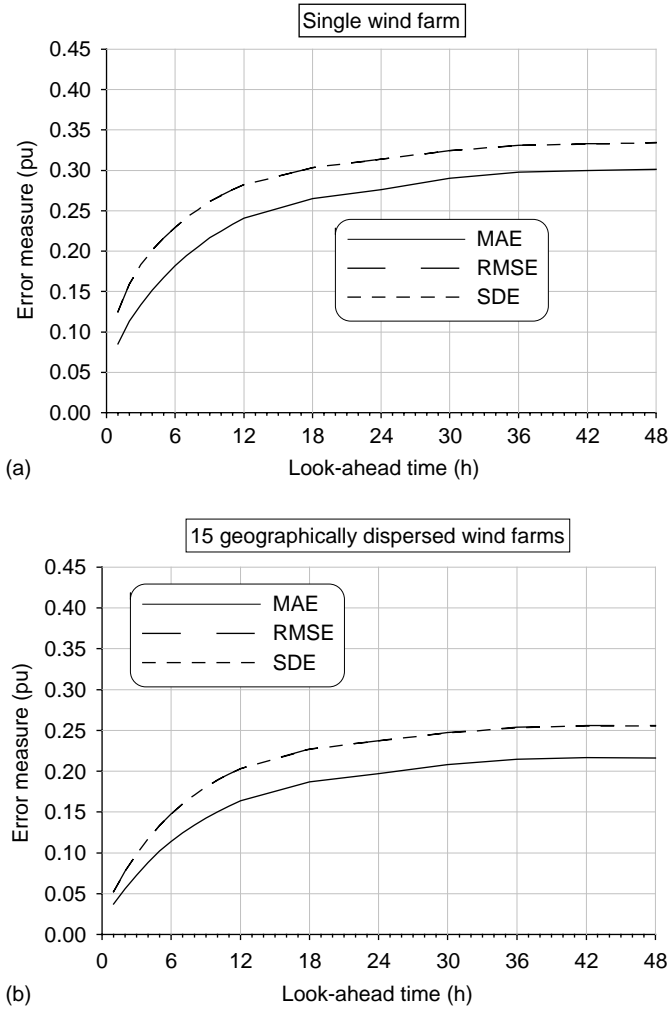 Single wind farm
0.45
0.40
0.35
0.30
0.25
0.20
0.15
0.10
0.05
0.00
Error measure (pu)
MAE
RMSE
SDE
0 6 12 18 24 30 36 42 48
Look-ahead time (h)
(a)
15 geographically dispersed wind farms
0.45
0.40
0.35
0.30
0.25
0.20
0.15
0.10
0.05
0.00
Error measure (pu)
MAE
RMSE
SDE
0 6 12 18 24 30 36 42 48
Look-ahead time (h)
(b)